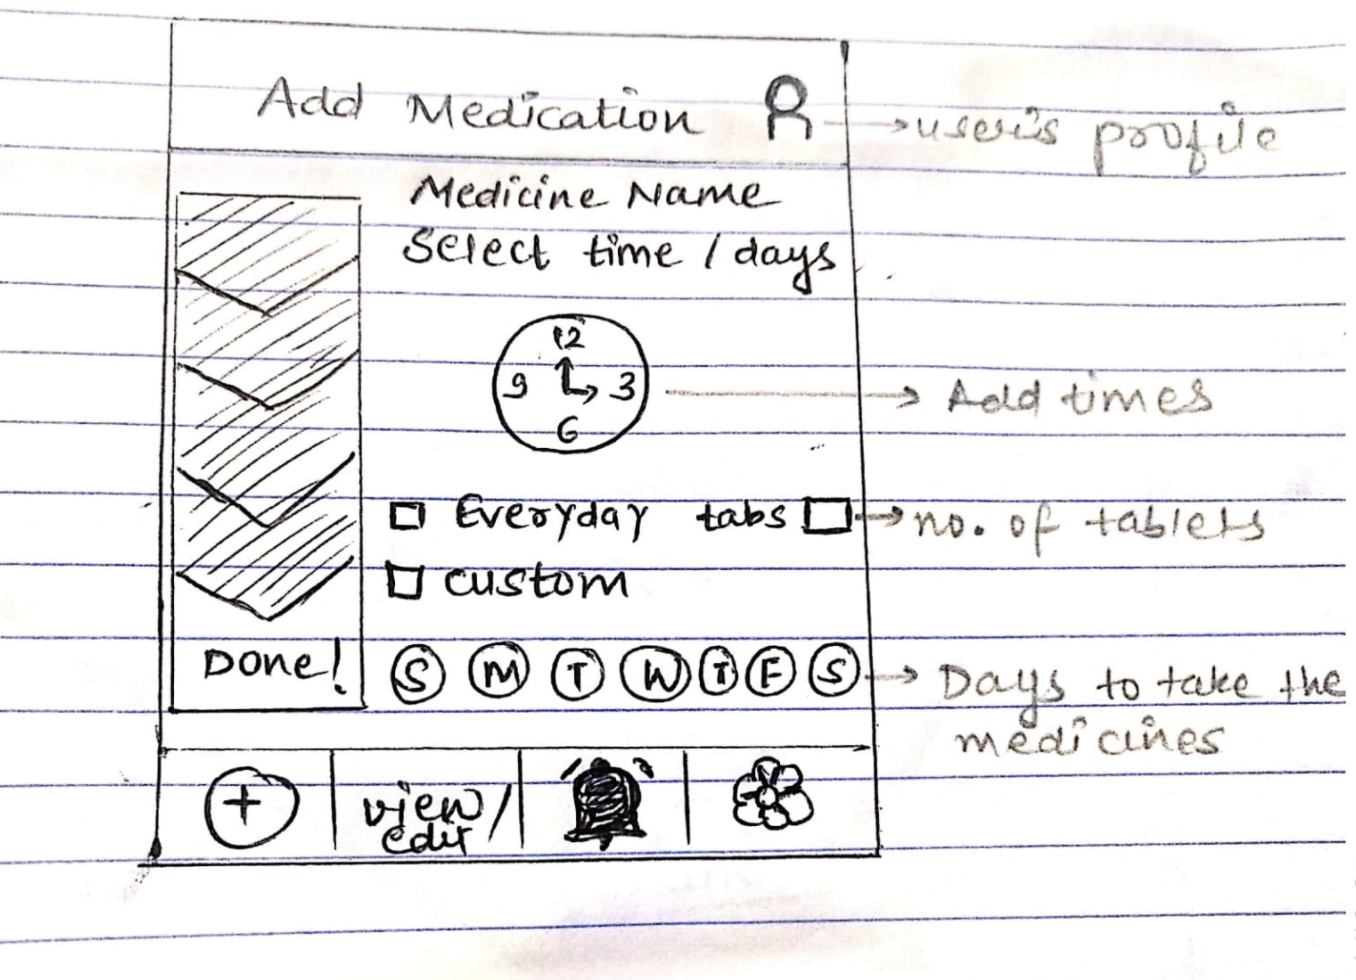 Add Medication
user's profile
Medicine Name
Select time / days
12
9 3
6
Add times
Everyday tabs
no. of tablets
custom
Done!
S M T W T F S
Days to take the
medicines
+
view/
edit